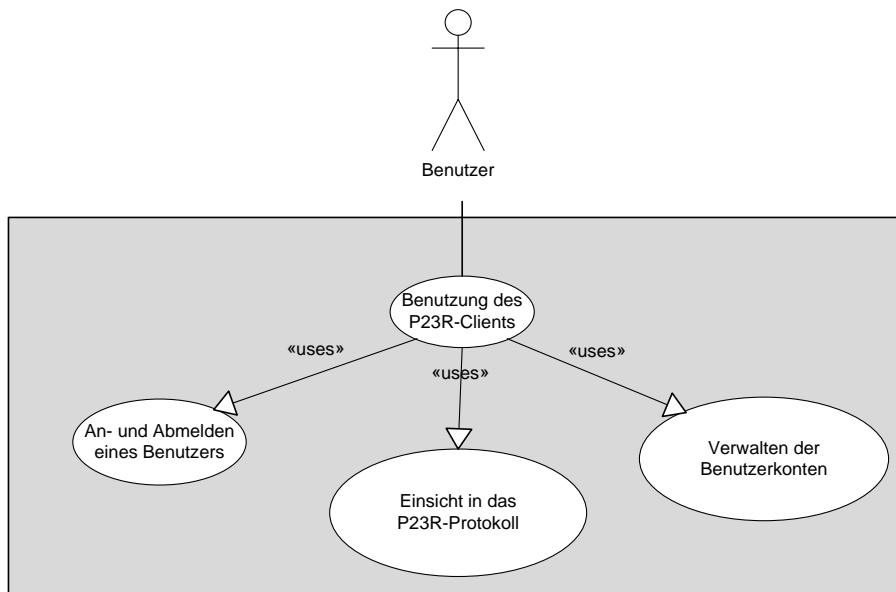 Benutzer
Benutzung des
P23R-Clients
«uses»
«uses»
«uses»
An- und Abmelden
eines Benutzers
Einsicht in das
P23R-Protokoll
Verwalten der
Benutzerkonten